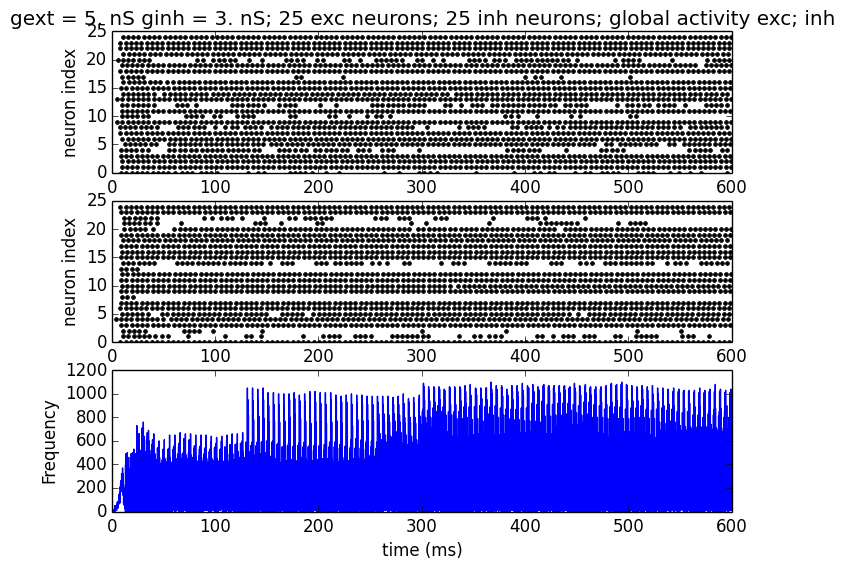 gext = 5. nS ginh = 3. nS; 25 exc neurons; 25 inh neurons; global activity exc; inh
25
20
15
10
5
0
neuron index
0 100 200 300 400 500 600
25
20
15
10
5
0
neuron index
0 100 200 300 400 500 600
1200
1000
800
600
400
200
0
Frequency
0 100 200 300 400 500 600
time (ms)